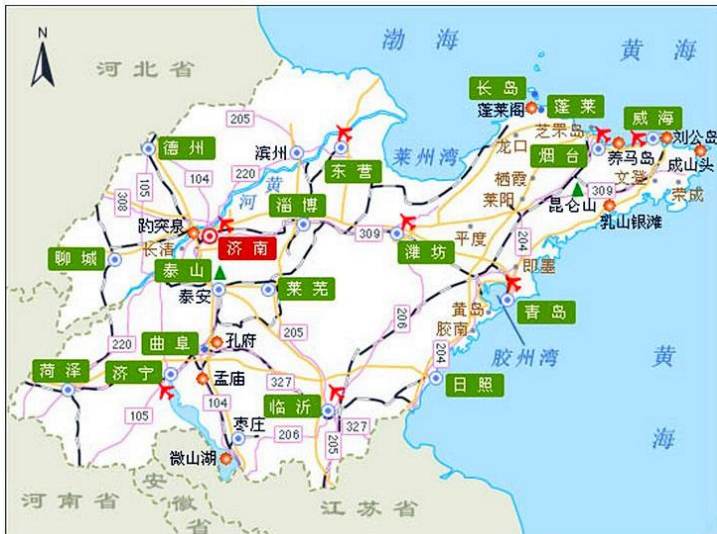 N
渤 海
黄 海
河 北 省
长 岛
蓬莱阁
蓬 莱
威 海
刘公岛
芝罘岛
205
德 州
滨州
东 营
莱 州 湾
龙口
烟 台
养马岛
成山头
文登
荣成
105
104
220
黄
河
栖霞
莱阳
昆仑山
309
308
趵突泉
淄 博
309
潍 坊
平度
204
乳山银滩
长清
济 南
聊 城
泰 山
即墨
泰安
莱 芜
黄岛
青 岛
胶南
胶 州 湾
220
曲 阜
孔府
205
206
204
黄
海
菏 泽
济 宁
孟庙
327
日 照
105
104
临 沂
327
枣庄
206
205
微山湖
河 南 省
安
徽
省
江 苏 省